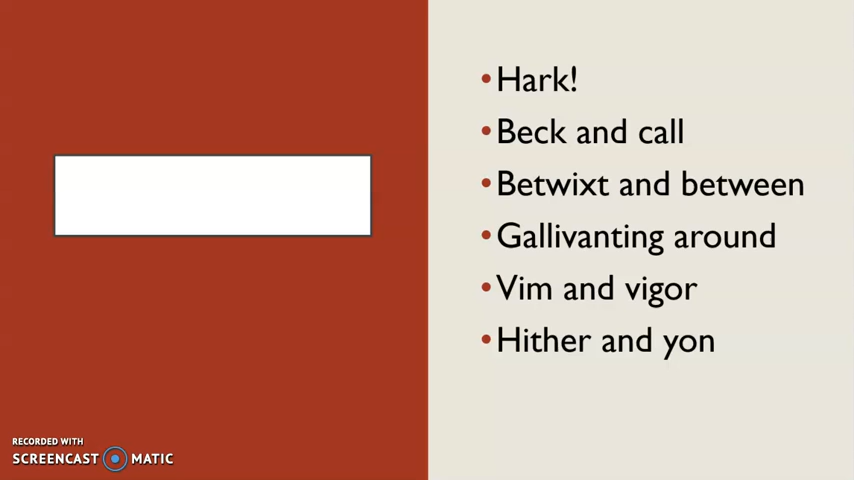 •Hark!
•Beck and call
•Betwixt and between
•Gallivanting around
•Vim and vigor
•Hither and yon
RECORDED WITH
SCREENCAST MATIC